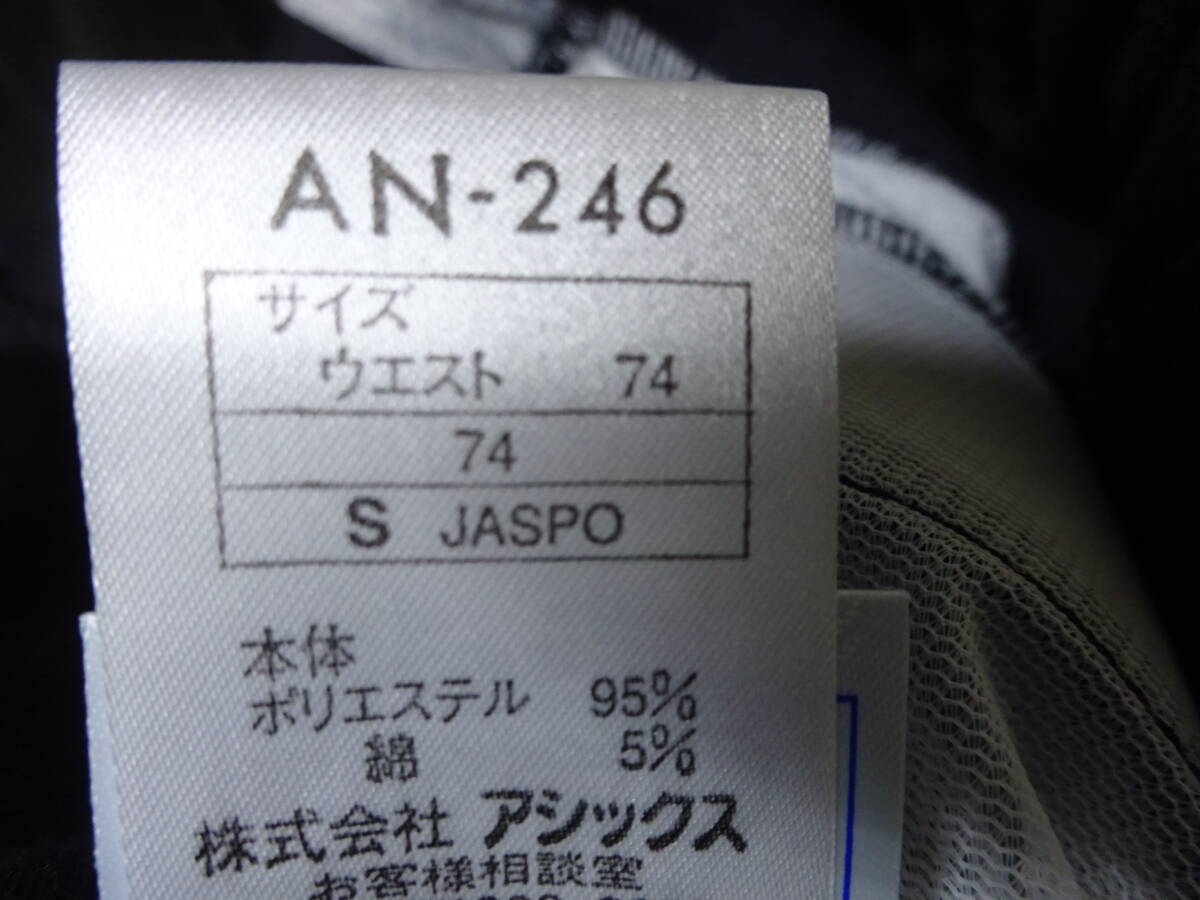 AN-246
サイズ
ウエスト 74
74
S JASPO
本体
ポリエステル 95%
綿 5%
株式会社 アシックス
お客様相談室